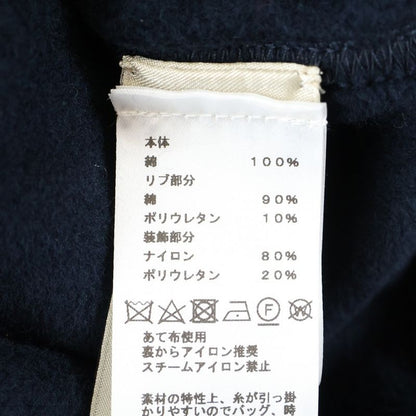 本体
綿 100%
リブ部分
綿 90%
ポリウレタン 10%
装飾部分
ナイロン 80%
ポリウレタン 20%
F
あて布使用
裏からアイロン推奨
スチームアイロン禁止
素材の特性上、糸が引っ掛
かりやすいのでバッグ、時